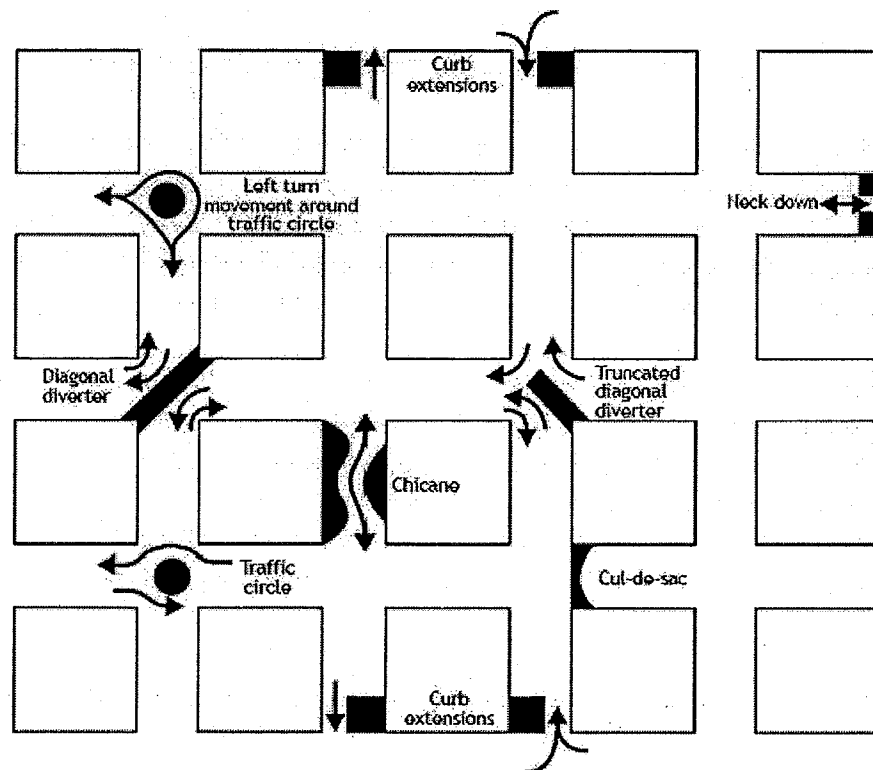 Curb
extensions
Left turn
movement around
traffic circle
Neck down
Diagonal
diverter
Truncated
diagonal
diverter
Chicane
Traffic
circle
Cul-de-sac
Curb
extensions